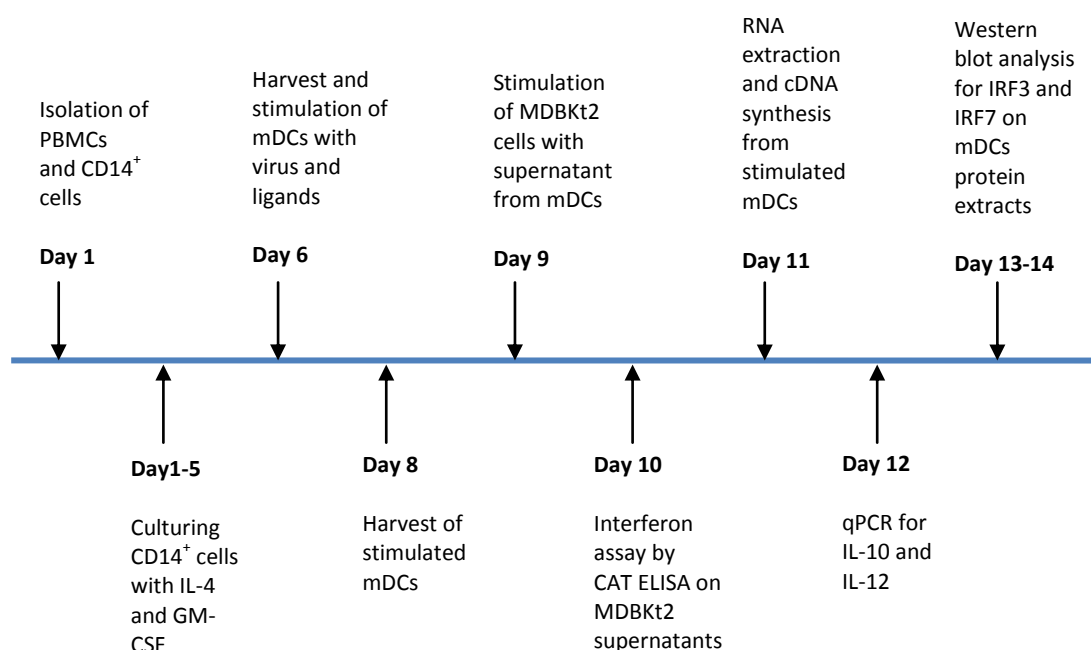 Isolation of
PBMCs
and CD14+
cells
Day 1
Harvest and
stimulation of
mDCs with
virus and
ligands
Day 6
Stimulation
of MDBKt2
cells with
supernatant
from mDCs
Day 9
RNA
extraction
and cDNA
synthesis
from
stimulated
mDCs
Day 11
Western
blot analysis
for IRF3 and
IRF7 on
mDCs
protein
extracts
Day 13-14
Day1-5
Culturing
CD14+ cells
with IL-4
and GM-
CSF
Day 8
Harvest of
stimulated
mDCs
Day 10
Interferon
assay by
CAT ELISA on
MDBKt2
supernatants
Day 12
qPCR for
IL-10 and
IL-12